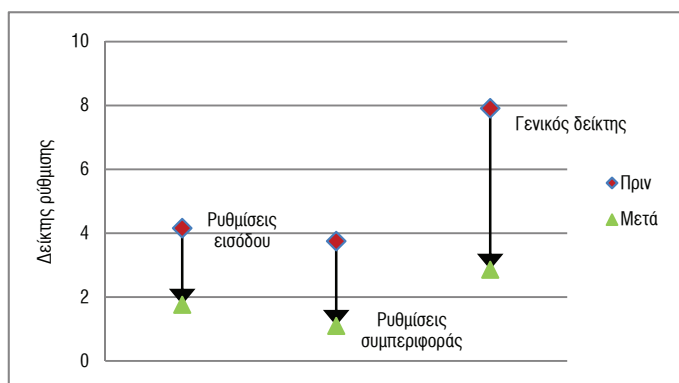 Δείκτης ρύθμισης
10
8
6
4
2
0
Ρυθμίσεις
εισόδου
Ρυθμίσεις
συμπεριφοράς
Γενικός δείκτης
Πριν
Μετά